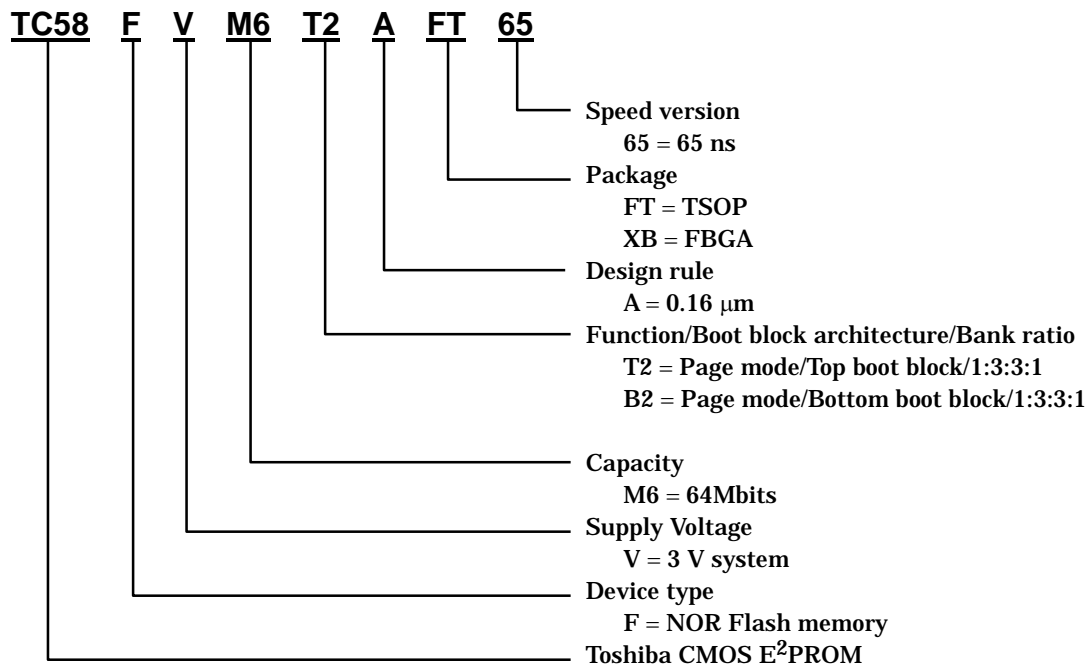 TC58 F V M6 T2 A FT 65
Speed version
65 = 65 ns
Package
FT = TSOP
XB = FBGA
Design rule
A = 0.16 μm
Function/Boot block architecture/Bank ratio
T2 = Page mode/Top boot block/1:3:3:1
B2 = Page mode/Bottom boot block/1:3:3:1
Capacity
M6 = 64Mbits
Supply Voltage
V = 3 V system
Device type
F = NOR Flash memory
Toshiba CMOS E²PROM